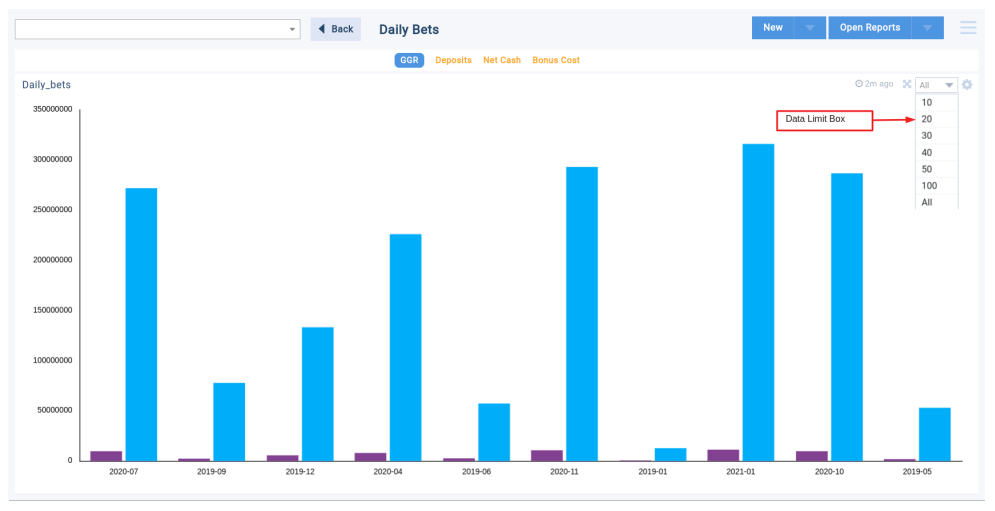 Back
Daily Bets
New
Open Reports
GGR Deposits Net Cash Bonus Cost
Daily_bets
2m ago
All
10
20
30
40
50
100
All
Data Limit Box
350000000
300000000
250000000
200000000
150000000
100000000
50000000
0
2020-07 2019-09 2019-12 2020-04 2019-06 2020-11 2019-01 2021-01 2020-10 2019-05